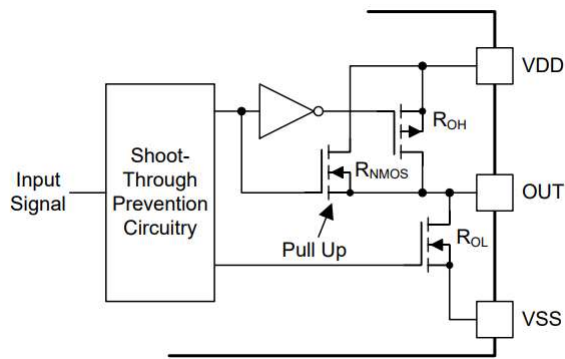 VDD
R_OH
Shoot-
Through
Prevention
Circuitry
Input
Signal
R_NMOS
OUT
Pull Up
R_OL
VSS